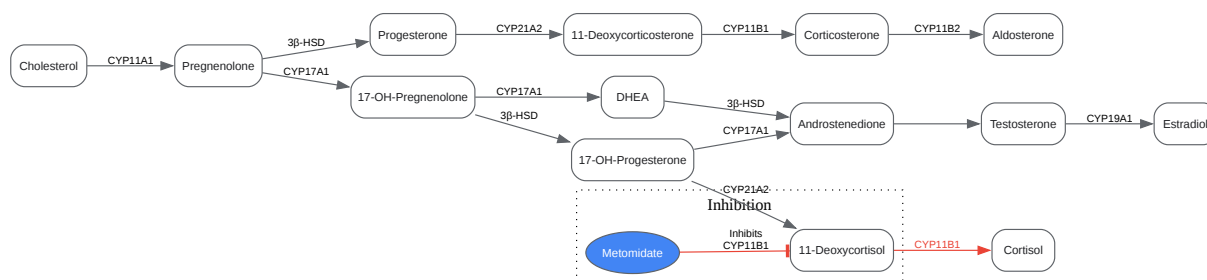 Cholesterol
CYP11A1
Pregnenolone
3β-HSD
CYP17A1
Progesterone
CYP21A2
11-Deoxycorticosterone
CYP11B1
Corticosterone
CYP11B2
Aldosterone
17-OH-Pregnenolone
CYP17A1
3β-HSD
DHEA
3β-HSD
17-OH-Progesterone
CYP17A1
Androstenedione
Testosterone
CYP19A1
Estradiol
CYP21A2
Inhibition
Metomidate
Inhibits
CYP11B1
11-Deoxycortisol
CYP11B1
Cortisol